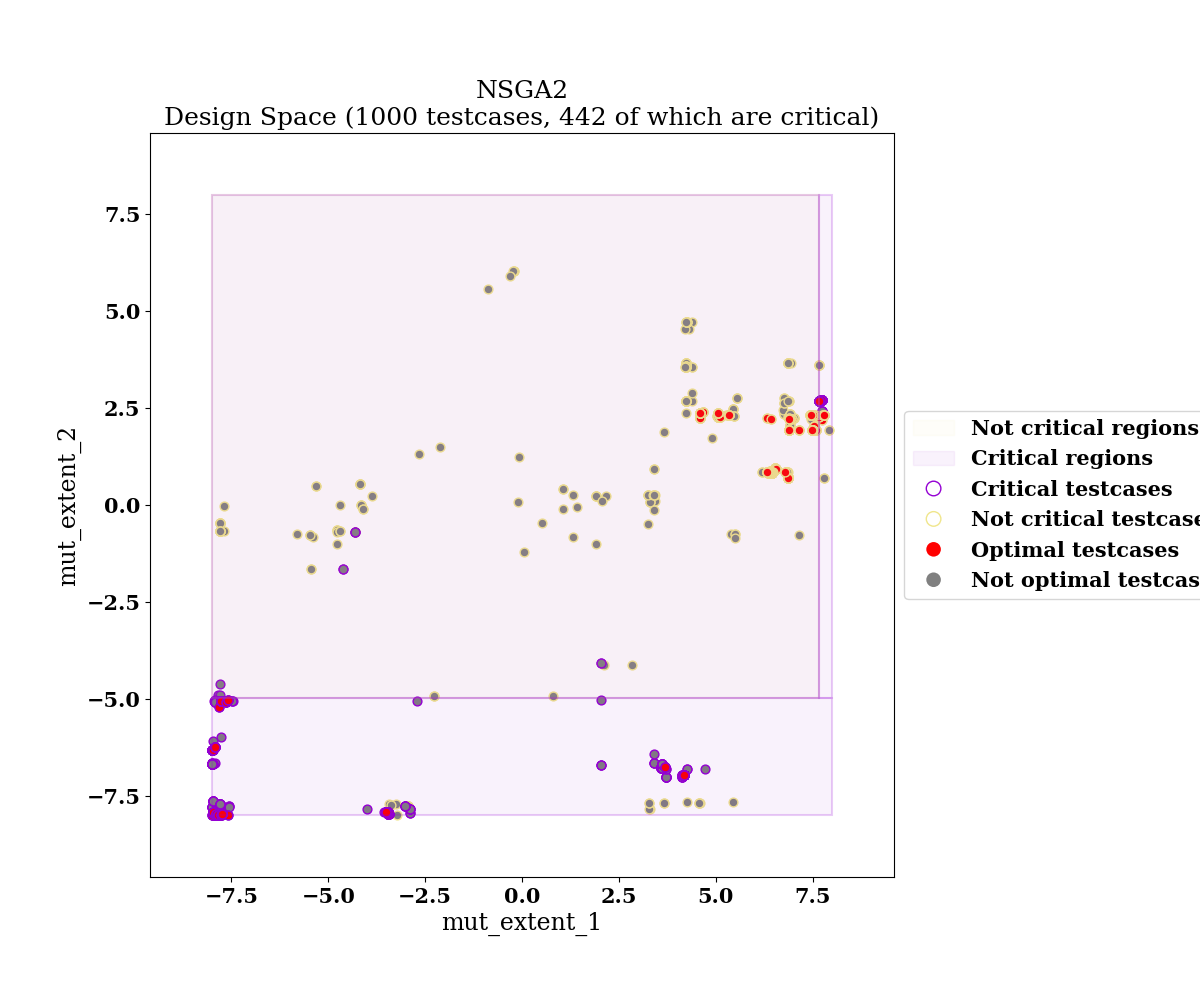 NSGA2
Design Space (1000 testcases, 442 of which are critical)
mut_extent_2
7.5
5.0
2.5
0.0
−2.5
−5.0
−7.5
−7.5
−5.0
−2.5
0.0
2.5
5.0
7.5
mut_extent_1
Not critical regions
Critical regions
Critical testcases
Not critical testcase
Optimal testcases
Not optimal testcas